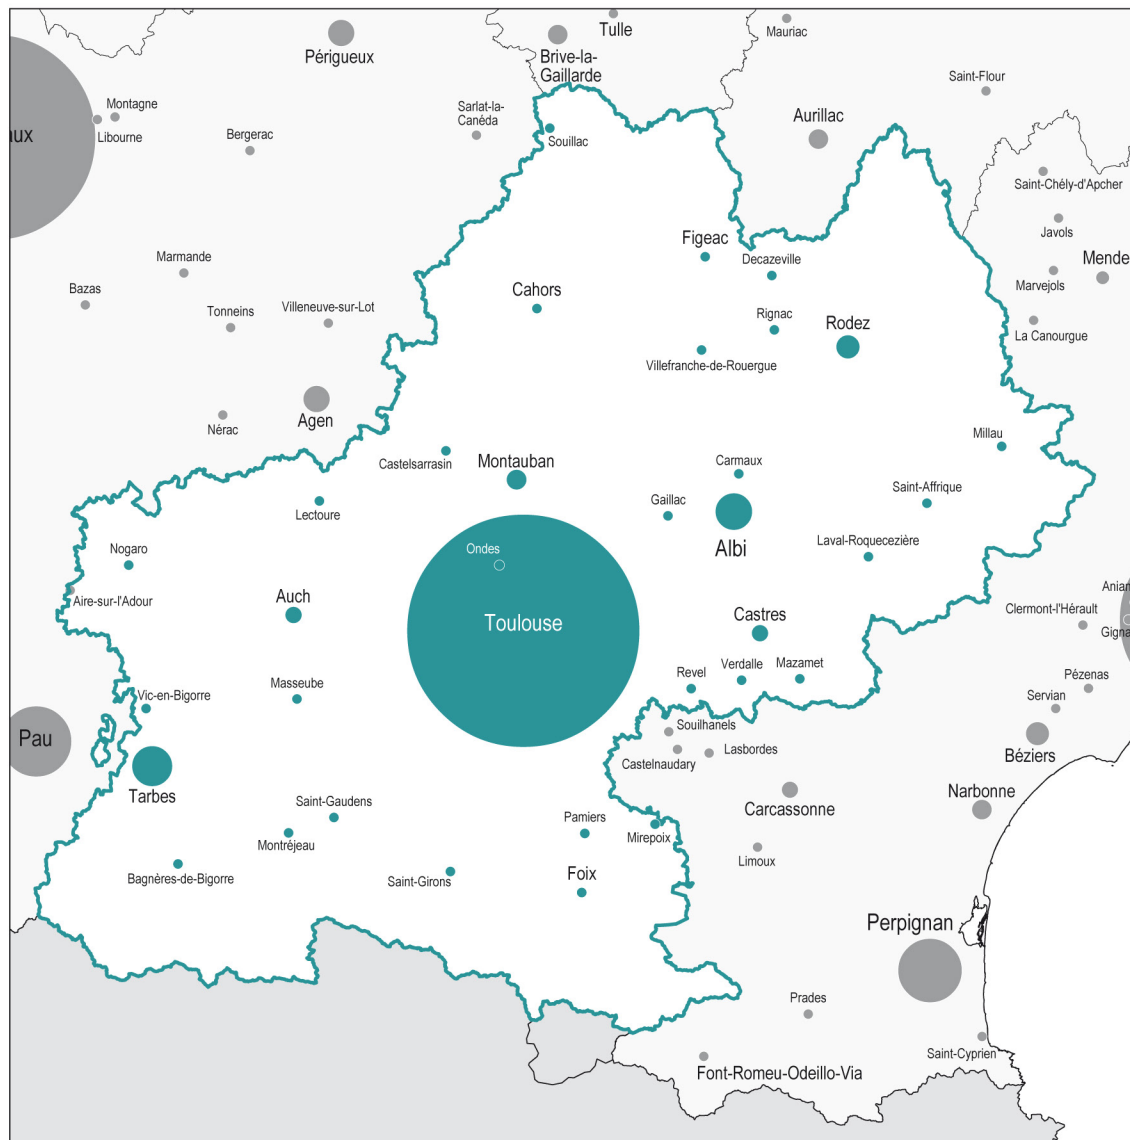 Tulle
Mauriac
Périgueux
Brive-la-
Gaillarde
Saint-Flour
Montagne
Sarlat-la-
Canéda
Aurillac
aux
Libourne
Bergerac
Souillac
Saint-Chély-d'Apcher
Javols
Figeac
Marmande
Decazeville
Mende
Bazas
Cahors
Marvejols
Tonneins
Villeneuve-sur-Lot
Rignac
Rodez
La Canourgue
Villefranche-de-Rouergue
Agen
Nérac
Millau
Castelsarrasin
Montauban
Carmaux
Saint-Affrique
Gaillac
Lectoure
Laval-Roquecezière
Nogaro
Ondes
Albi
Anian
Aire-sur-l'Adour
Auch
Clermont-l'Hérault
Toulouse
Castres
Gigna
Masseube
Revel
Verdalle
Mazamet
Pézenas
Vic-en-Bigorre
Servian
Souilhanels
Pau
Castelnaudary
Lasbordes
Béziers
Tarbes
Saint-Gaudens
Carcassonne
Narbonne
Pamiers
Mirepoix
Montréjeau
Limoux
Bagnères-de-Bigorre
Saint-Girons
Foix
Perpignan
Prades
Saint-Cyprien
Font-Romeu-Odeillo-Via